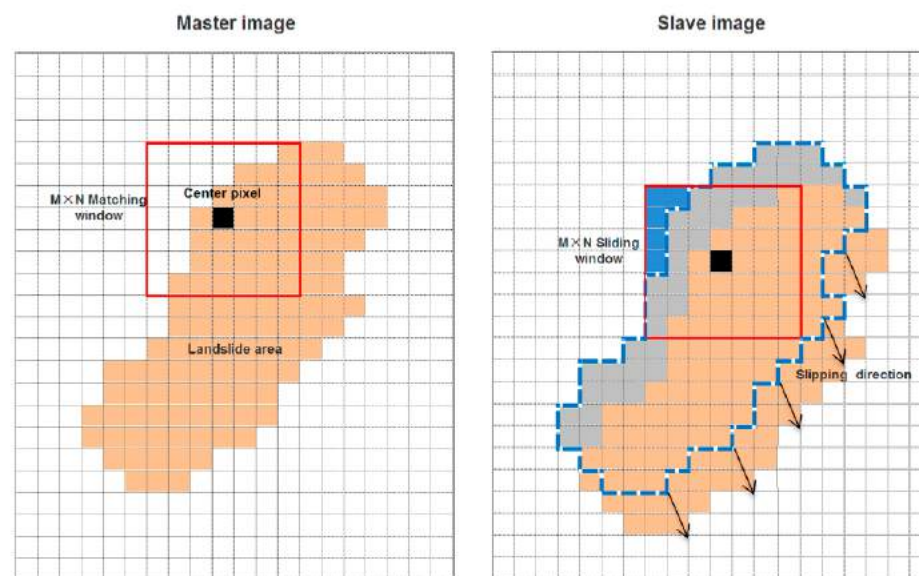 Master image
Slave image
M×N Matching
window
Center pixel
Landslide area
M×N Sliding
window
Slipping direction